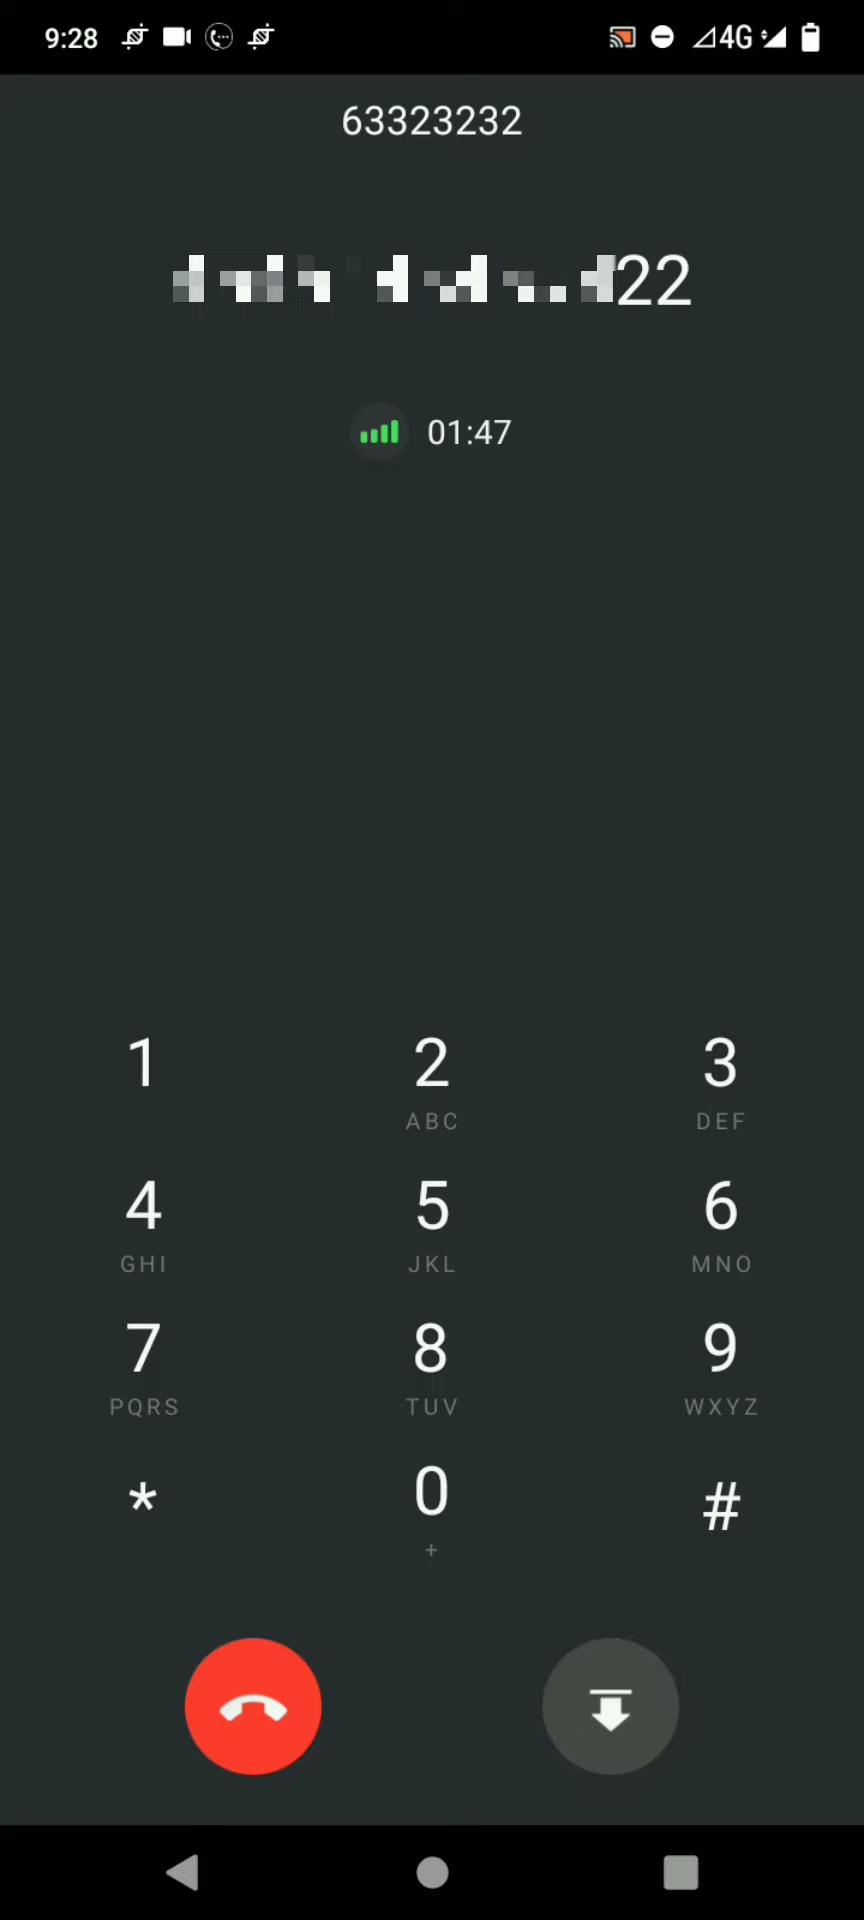 9:28 4G
63323232
22
01:47
1 2 3
ABC DEF
4 5 6
GHI JKL MNO
7 8 9
PQRS TUV WXYZ
* 0 #
+